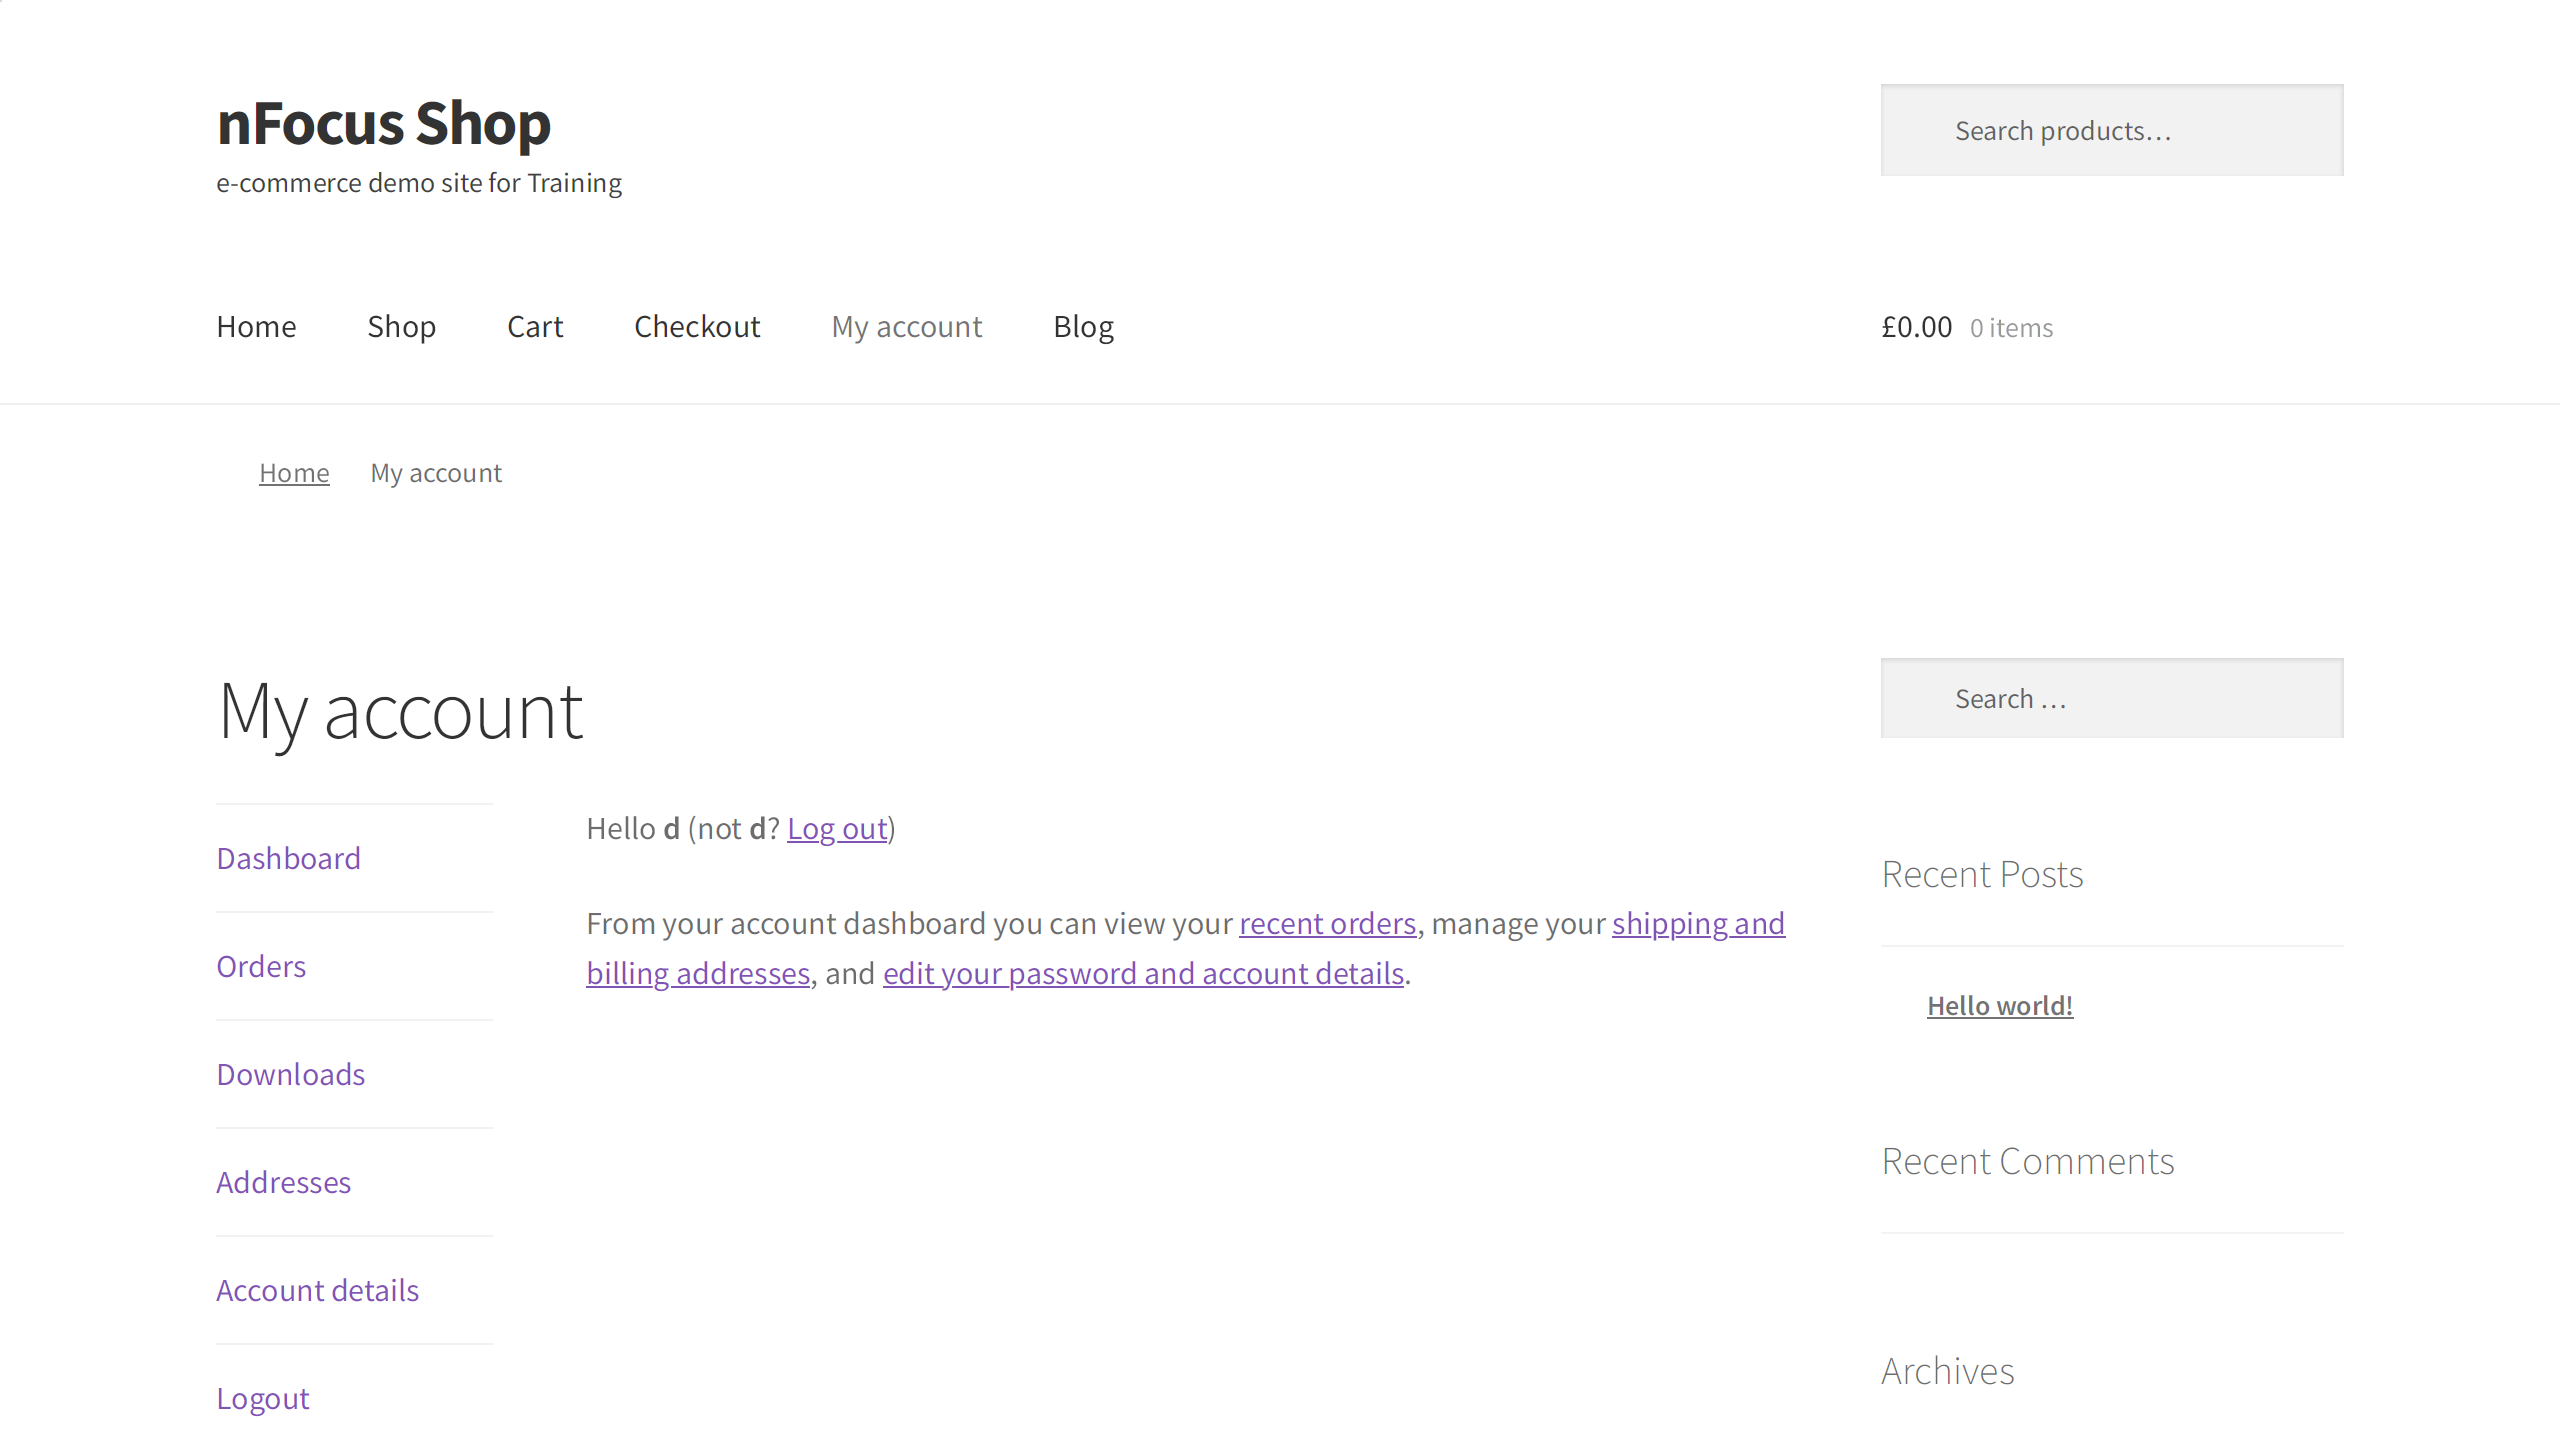 nFocus Shop
e-commerce demo site for Training
Search products…
Home Shop Cart Checkout My account Blog
£0.00 0 items
Home My account
My account
Dashboard
Orders
Downloads
Addresses
Account details
Logout
Hello d (not d? Log out)
From your account dashboard you can view your recent orders, manage your shipping and
billing addresses, and edit your password and account details.
Search …
Recent Posts
Hello world!
Recent Comments
Archives